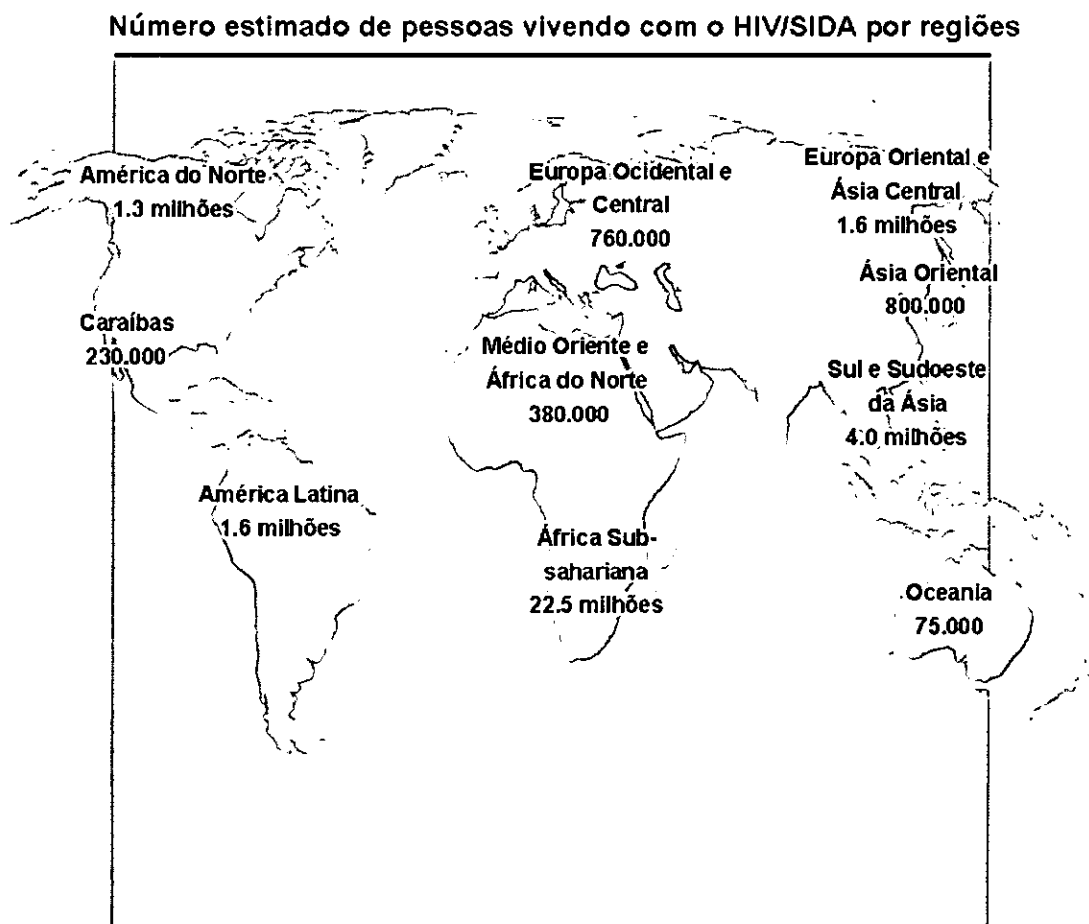 Número estimado de pessoas vivendo com o HIV/SIDA por regiões
América do Norte
1.3 milhões
Europa Ocidental e
Central
760.000
Europa Oriental e
Ásia Central
1.6 milhões
Ásia Oriental
800.000
Caraíbas
230.000
Médio Oriente e
África do Norte
380.000
Sul e Sudoeste
da Ásia
4.0 milhões
América Latina
1.6 milhões
África Sub-
sahariana
22.5 milhões
Oceania
75.000